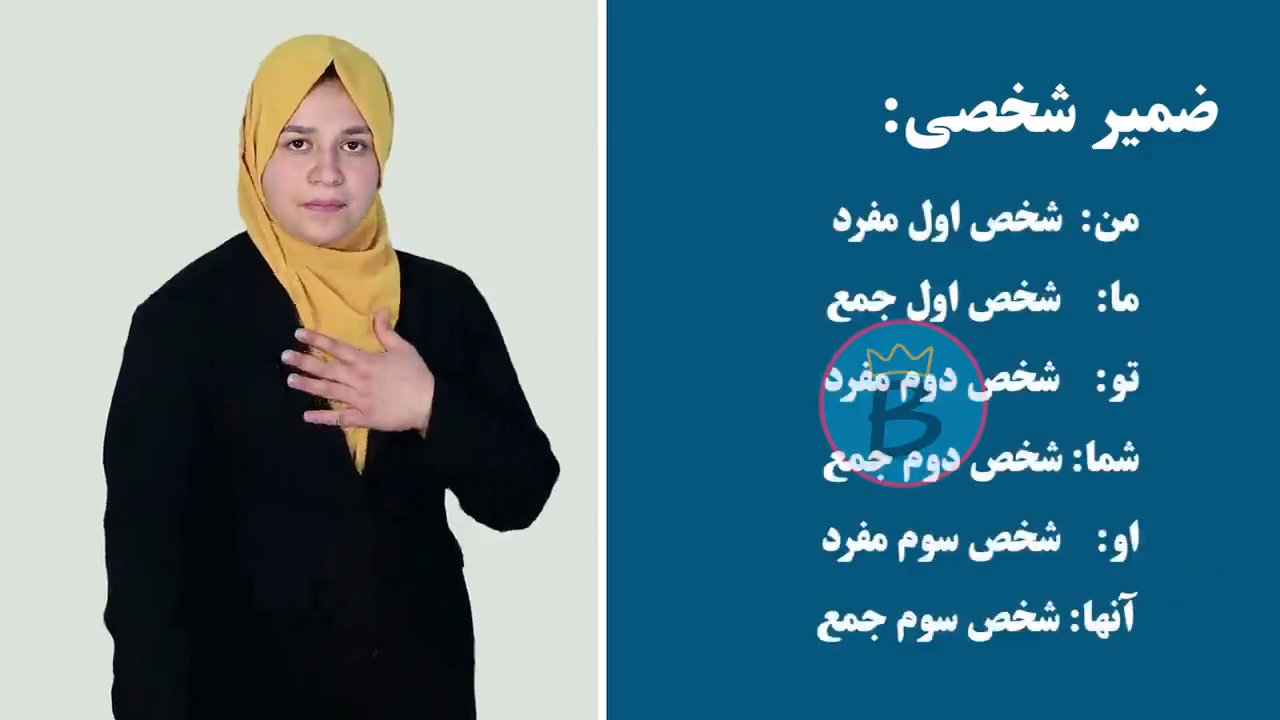 ضمیر شخصی:
من: شخص اول مفرد
ما: شخص اول جمع
تو: شخص دوم مفرد
شما: شخص دوم جمع
او: شخص سوم مفرد
آنها: شخص سوم جمع
B